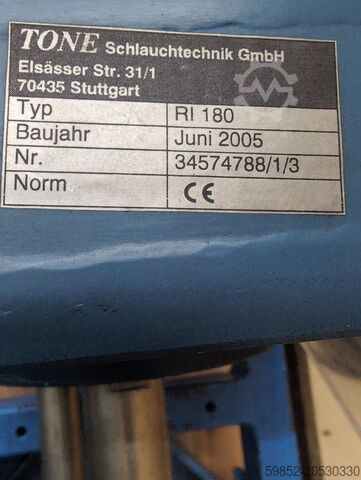 TONE Schlauchtechnik GmbH
Elsässer Str. 31/1
70435 Stuttgart
Typ RI 180
Baujahr Juni 2005
Nr. 34574788/1/3
Norm CE
59852-20530330